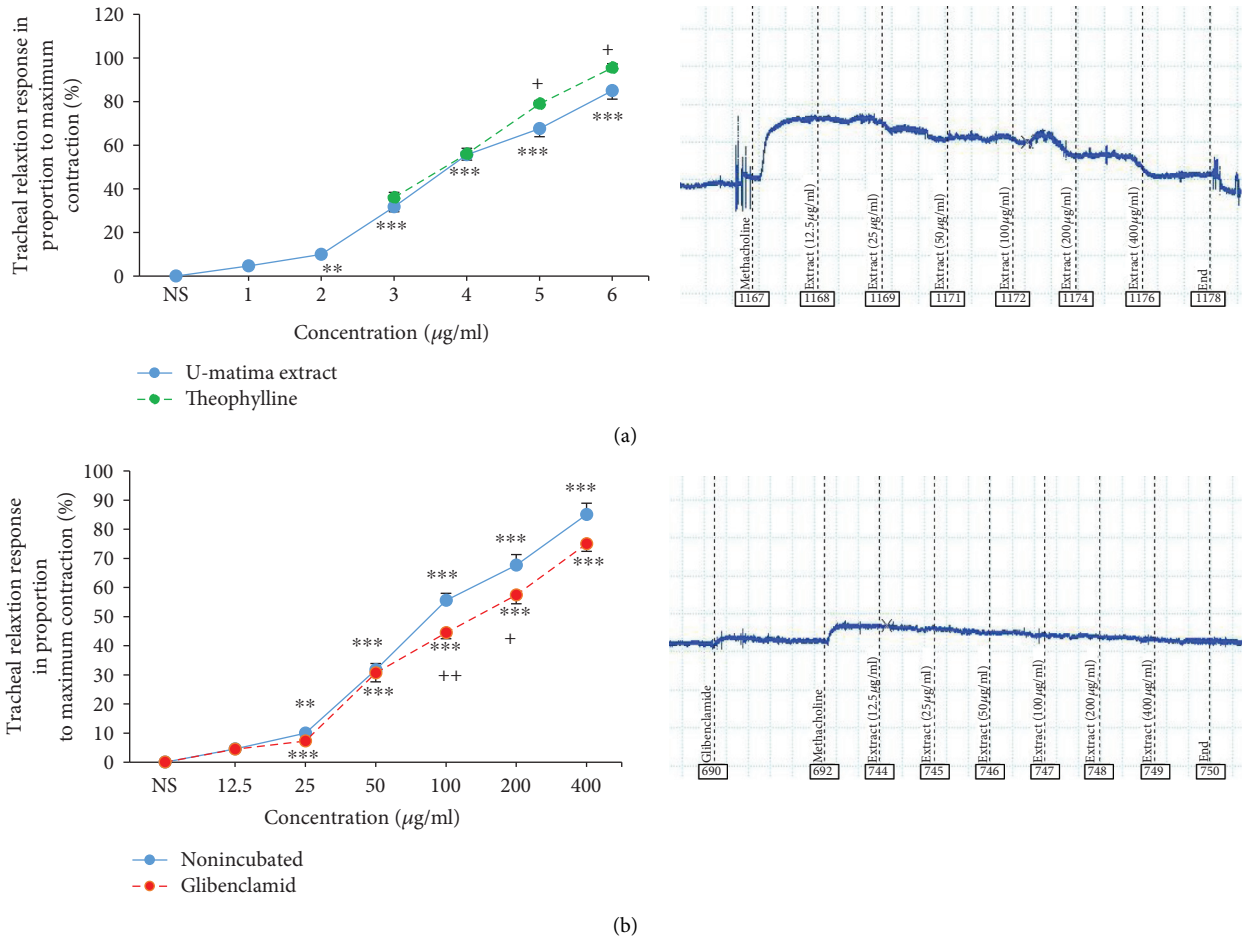 Tracheal relaxtion response in
proportion to maximum
contraction (%)
120
100
80
60
40
20
0
NS
1
2
3
4
5
6
**
***
***
***
***
+
+
Concentration (μg/ml)
U-matima extract
Theophylline
Methacholine
Extract (12.5 μg/ml)
Extract (25 μg/ml)
Extract (50 μg/ml)
Extract (100 μg/ml)
Extract (200 μg/ml)
Extract (400 μg/ml)
End
1167
1168
1169
1171
1172
1174
1176
1178
(a)
Tracheal relaxtion response
in proportion
to maximum contraction (%)
100
90
80
70
60
50
40
30
20
10
0
NS
12.5
25
50
100
200
400
**
***
***
***
***
***
***
***
++
***
+
***
Concentration (μg/ml)
Nonincubated
Glibenclamid
Glibenclamide
Methacholine
Extract (12.5 μg/ml)
Extract (25 μg/ml)
Extract (50 μg/ml)
Extract (100 μg/ml)
Extract (200 μg/ml)
Extract (400 μg/ml)
End
690
692
744
745
746
747
748
749
750
(b)